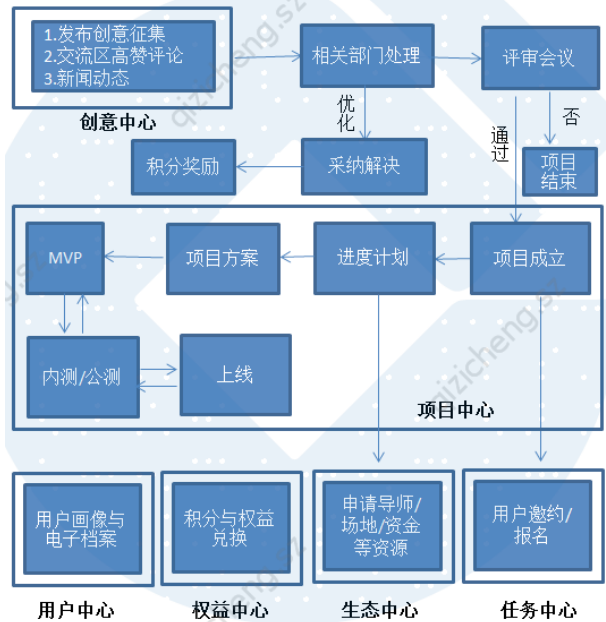 1.发布创意征集
2.交流区高赞评论
3.新闻动态
创意中心
相关部门处理
评审会议
优化
通过
否
积分奖励
采纳解决
项目
结束
MVP
项目方案
进度计划
项目成立
内测/公测
上线
项目中心
用户画像与
电子档案
积分与权益
兑换
申请导师/
场地/资金
等资源
用户邀约/
报名
用户中心
权益中心
生态中心
任务中心